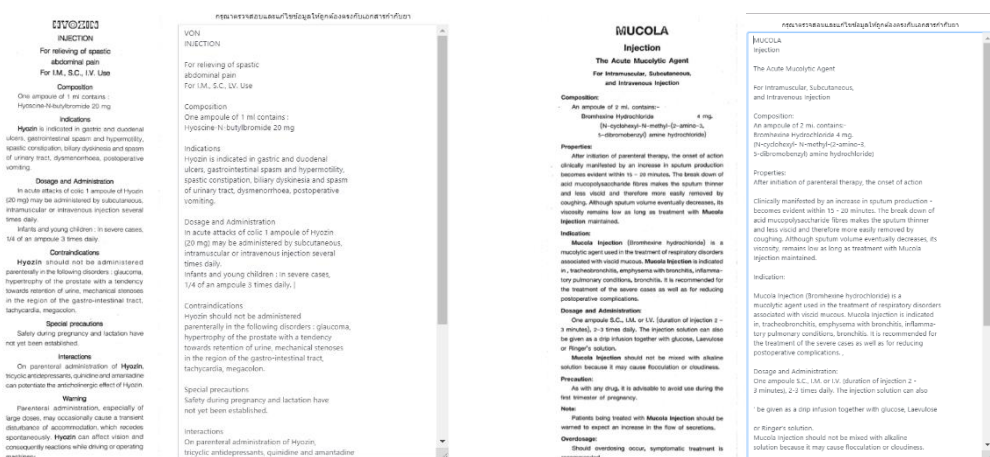 HYOZIN
INJECTION
For relieving of spastic
abdominal pain
For I.M., S.C., I.V. Use
Composition
One ampoule of 1 ml contains :
Hyoscine-N-butylbromide 20 mg
Indications
Hyozin is indicated in gastric and duodenal
ulcers, gastrointestinal spasm and hypermotility,
spastic constipation, biliary dyskinesia and spasm
of urinary tract, dysmenorrhoea, postoperative
vomiting.
Dosage and Administration
In acute attacks of colic 1 ampoule of Hyozin
(20 mg) may be administered by subcutaneous,
intramuscular or intravenous injection several
times daily.
Infants and young children : In severe cases,
1/4 of an ampoule 3 times daily.
Contraindications
Hyozin should not be administered
parenterally in the following disorders : glaucoma,
hypertrophy of the prostate with a tendency
towards retention of urine, mechanical stenoses
in the region of the gastro-intestinal tract,
tachycardia, megacolon.
Special precautions
Safety during pregnancy and lactation have
not yet been established.
Interactions
On parenteral administration of Hyozin,
tricyclic antidepressants, quinidine and amantadine
can potentiate the anticholinergic effect of Hyozin.
Warning
Parenteral administration, especially of
large doses, may occasionally cause a transient
disturbance of accommodation which recedes
spontaneously. Hyozin can affect vision and
consequently reactions while driving or operating
กรุณาตรวจสอบและแก้ไขข้อมูลให้ถูกต้องตรงกับเอกสารกำกับยา
VON
INJECTION
For relieving of spastic
abdominal pain
For I.M., S.C., I.V. Use
Composition
One ampoule of 1 ml contains :
Hyoscine-N-butylbromide 20 mg
Indications
Hyozin is indicated in gastric and duodenal
ulcers, gastrointestinal spasm and hypermotility,
spastic constipation, biliary dyskinesia and spasm
of urinary tract, dysmenorrhoea, postoperative
vomiting.
Dosage and Administration
In acute attacks of colic 1 ampoule of Hyozin
(20 mg) may be administered by subcutaneous,
intramuscular or intravenous injection several
times daily.
Infants and young children : In severe cases,
1/4 of an ampoule 3 times daily. |
Contraindications
Hyozin should not be administered
parenterally in the following disorders : glaucoma,
hypertrophy of the prostate with a tendency
towards retention of urine, mechanical stenoses
in the region of the gastro-intestinal tract,
tachycardia, megacolon.
Special precautions
Safety during pregnancy and lactation have
not yet been established.
Interactions
On parenteral administration of Hyozin,
tricyclic antidepressants, quinidine and amantadine
MUCOLA
Injection
The Acute Mucolytic Agent
For Intramuscular, Subcutaneous,
and Intravenous Injection
Composition:
An ampoule of 2 ml. contains:-
Bromhexine Hydrochloride 4 mg.
(N-cyclohexyl-N-methyl-(2-amino-3,
5-dibromobenzyl) amine hydrochloride)
Properties:
After initiation of parenteral therapy, the onset of action
clinically manifested by an increase in sputum production
becomes evident within 15 - 20 minutes. The break down of
acid mucopolysaccharide fibres makes the sputum thinner
and less viscid and therefore more easily removed by
coughing. Although sputum volume eventually decreases, its
viscosity remains low as long as treatment with Mucola
Injection maintained.
Indication:
Mucola Injection (Bromhexine hydrochloride) is a
mucolytic agent used in the treatment of respiratory disorders
associated with viscid mucous. Mucola Injection is indicated
in , tracheobronchitis, emphysema with bronchitis, inflamma-
tory pulmonary conditions, bronchitis. It is recommended for
the treatment of the severe cases as well as for reducing
postoperative complications.
Dosage and Administration:
One ampoule S.C., I.M. or I.V. (duration of injection 2 –
3 minutes), 2-3 times daily. The injection solution can also
be given as a drip infusion together with glucose, Laevulose
or Ringer's solution.
Mucola Injection should not be mixed with alkaline
solution because it may cause flocculation or cloudiness.
Precaution:
As with any drug, it is advisable to avoid use during the
first trimester of pregnancy.
Note:
Patients being treated with Mucola Injection should be
warned to expect an increase in the flow of secretions.
Overdosage:
Should overdosing occur, symptomatic treatment is
กรุณาตรวจสอบและแก้ไขข้อมูลให้ถูกต้องตรงกับเอกสารกำกับยา
MUCOLA
Injection
The Acute Mucolytic Agent
For Intramuscular, Subcutaneous,
and Intravenous Injection
Composition:
An ampoule of 2 ml. contains:-
Bromhexine Hydrochloride 4 mg.
(N-cyclohexyl- N-methyl-(2-amino-3,
5-dibromobenzyl) amine hydrochloride)
Properties:
After initiation of parenteral therapy, the onset of action
Clinically manifested by an increase in sputum production -
becomes evident within 15 - 20 minutes. The break down of
acid mucopolysaccharide fibres makes the sputum thinner
and less viscid and therefore more easily removed by
coughing. Although sputum volume eventually decreases, its
viscosity, remains low as long as treatment with Mucola
Injection maintained.
Indication:
Mucola Injection (Bromhexine hydrochloride) is a
mucolytic agent used in the treatment of respiratory disorders
associated with viscid mucous. Mucola Injection is indicated
in, tracheobronchitis, emphysema with bronchitis, inflamma-
tory pulmonary conditions, bronchitis. It is recommended for
the treatment of the severe cases as well as for reducing
postoperative complications. ,
Dosage and Administration:
One ampoule S.C., I.M. or I.V. (duration of injection 2 -
3 minutes), 2-3 times daily. The injection solution can also
' be given as a drip infusion together with glucose, Laevulose
or Ringer's solution.
Mucola Injection should not be mixed with alkaline
solution because it may cause flocculation or cloudiness.